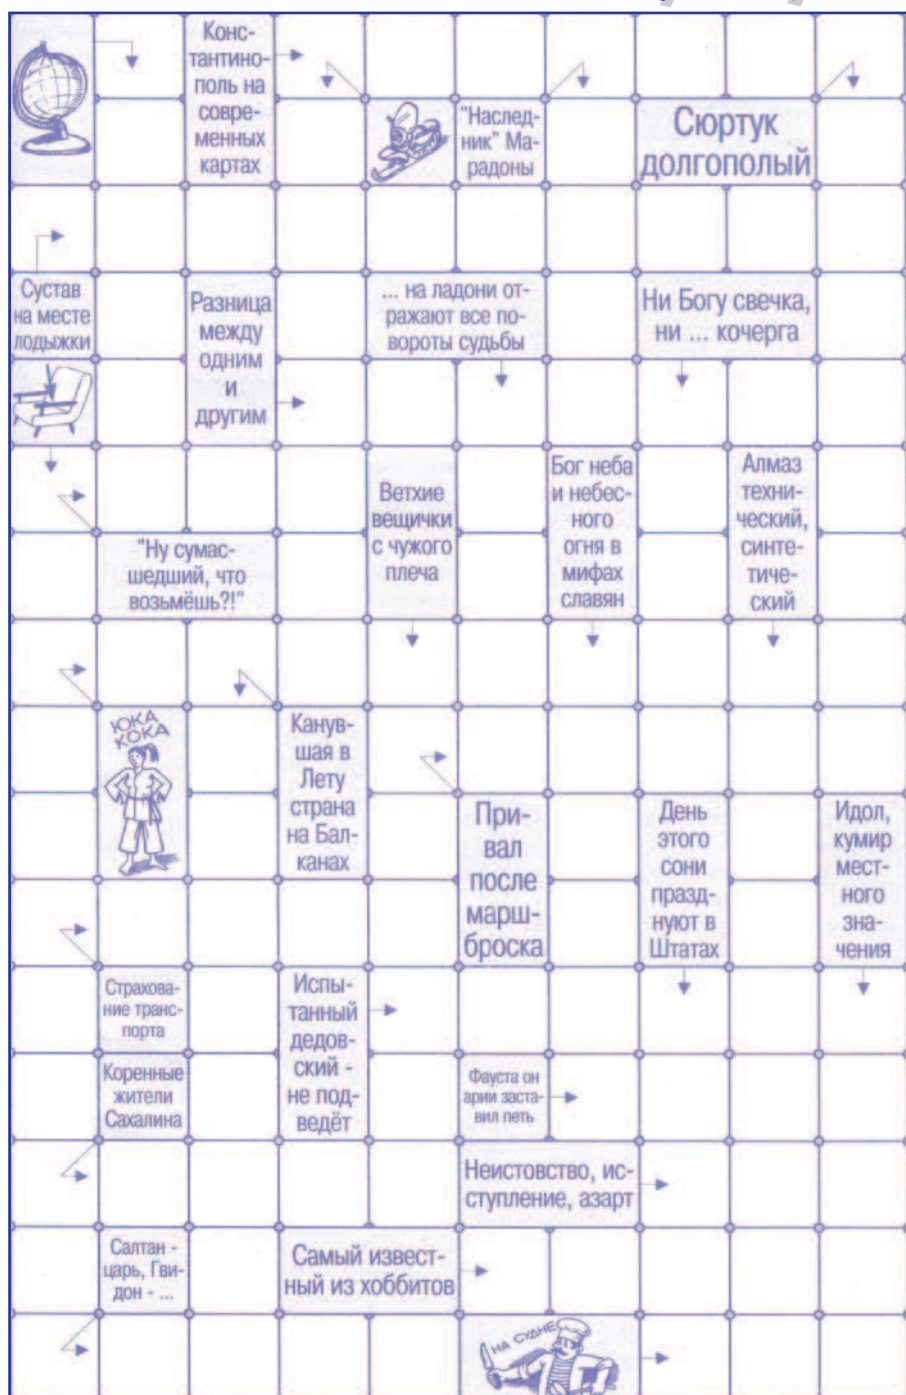 Конс-
тантино-
поль на
совре-
менных
картах
"Наслед-
ник" Ма-
радоны
Сюртук
долгополый
Сустав
на месте
лодыжки
Разница
между
одним
и
другим
... на ладони от-
ражают все по-
вороты судьбы
Ни Богу свечка,
ни ... кочерга
Ветхие
вещички
с чужого
плеча
Бог неба
и небес-
ного
огня в
мифах
славян
Алмаз
техни-
ческий,
синте-
тиче-
ский
"Ну сумас-
шедший, что
возьмёшь?!"
ЮКА
КОКА
Канув-
шая в
Лету
страна
на Бал-
канах
При-
вал
после
марш-
броска
День
этого
сони
празд-
нуют в
Штатах
Идол,
кумир
мест-
ного
зна-
чения
Страхова-
ние транс-
порта
Испы-
танный
дедов-
ский -
не под-
ведёт
Коренные
жители
Сахалина
Фауста он
арии заста-
вил петь
Неистовство, ис-
ступление, азарт
Салтан -
царь, Гви-
дон - ...
Самый извест-
ный из хоббитов
НА СУДНЕ